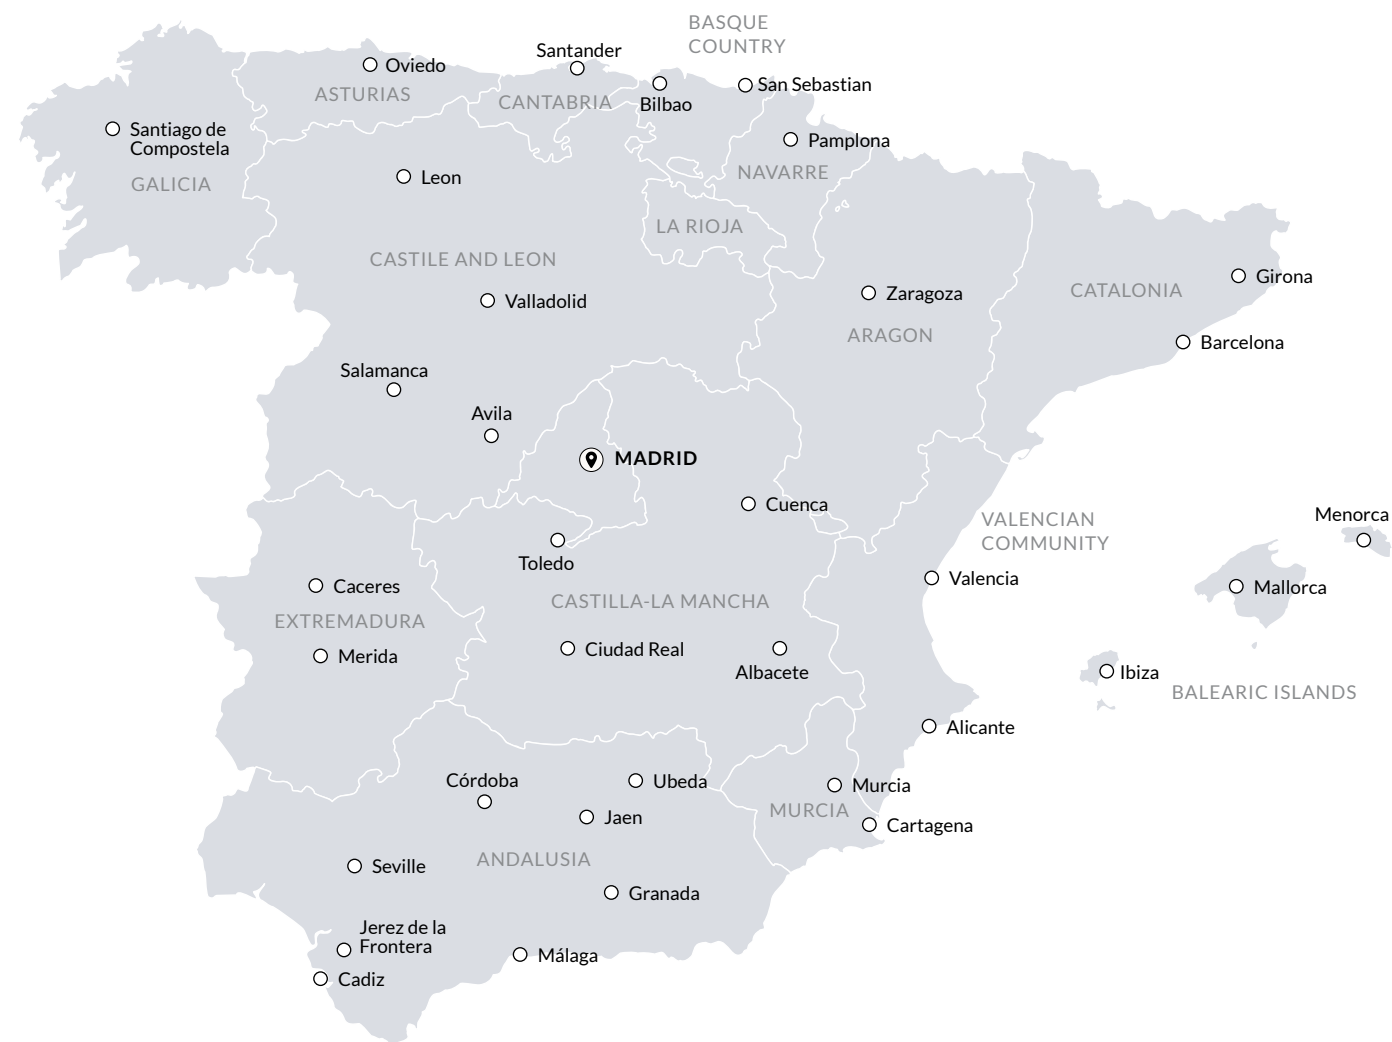 BASQUE
COUNTRY
Santander
Oviedo
San Sebastian
ASTURIAS
CANTABRIA
Bilbao
Santiago de
Compostela
Pamplona
GALICIA
Leon
NAVARRE
LA RIOJA
CASTILE AND LEON
Girona
CATALONIA
Zaragoza
Valladolid
ARAGON
Barcelona
Salamanca
Avila
MADRID
Cuenca
Menorca
VALENCIAN
COMMUNITY
Toledo
Valencia
Caceres
Mallorca
CASTILLA-LA MANCHA
EXTREMADURA
Merida
Ciudad Real
Albacete
Ibiza
BALEARIC ISLANDS
Alicante
Córdoba
Ubeda
Murcia
MURCIA
Jaen
Cartagena
ANDALUSIA
Seville
Granada
Jerez de la
Frontera
Málaga
Cadiz